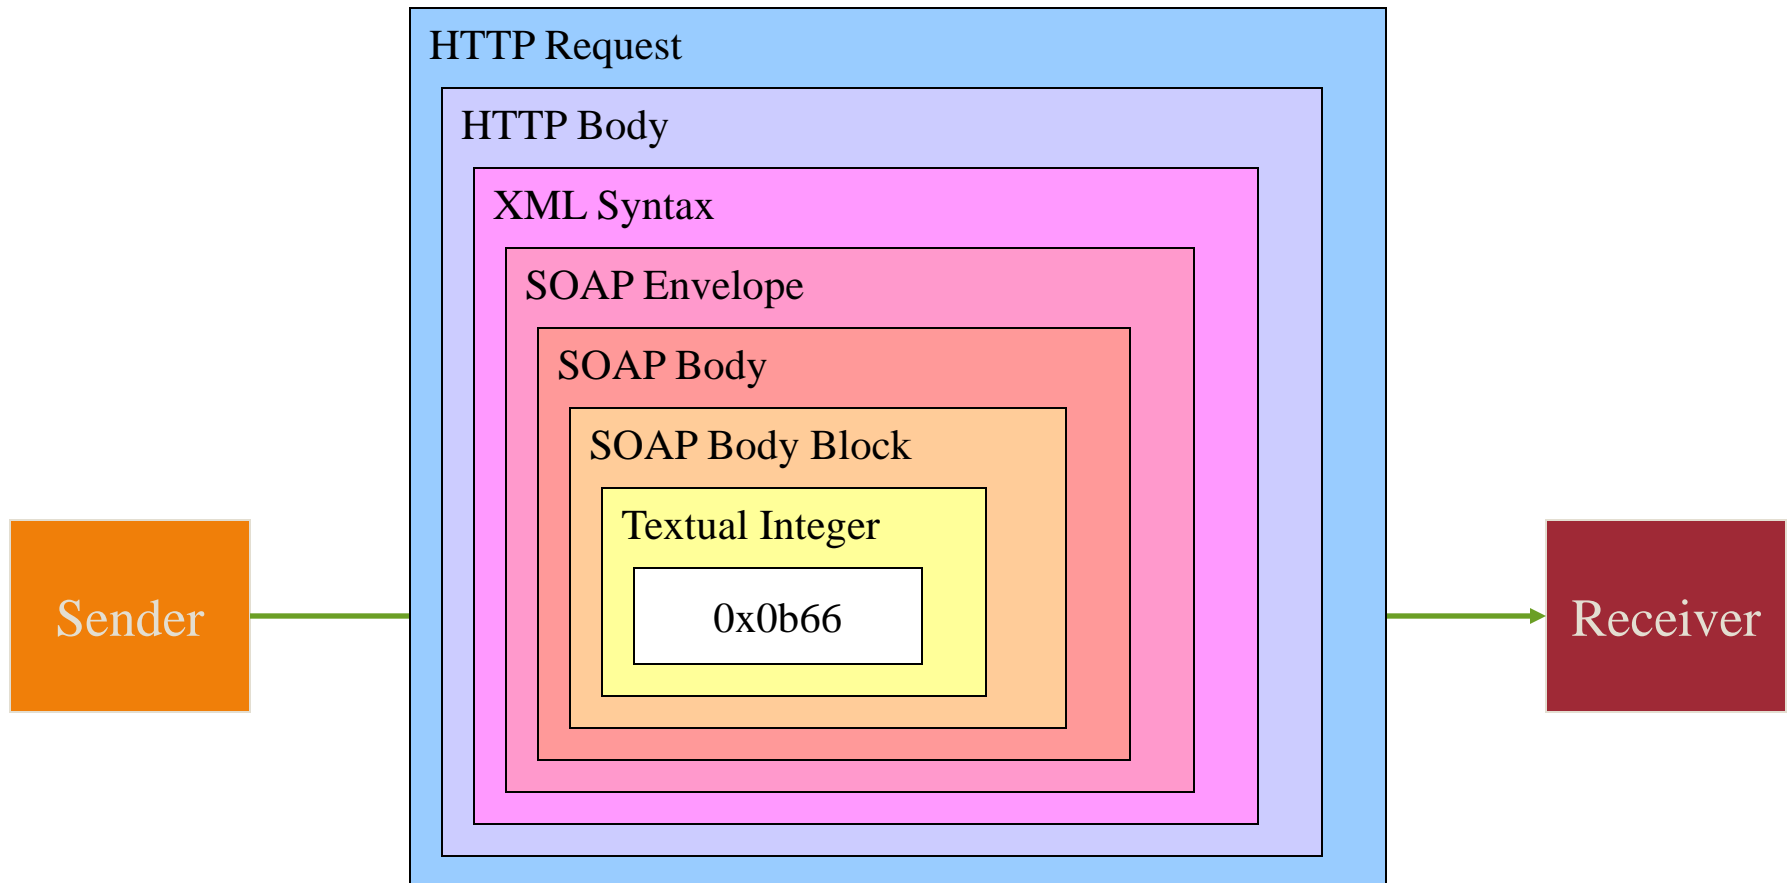 HTTP Request
HTTP Body
XML Syntax
SOAP Envelope
SOAP Body
SOAP Body Block
Textual Integer
0x0b66
Sender
Receiver